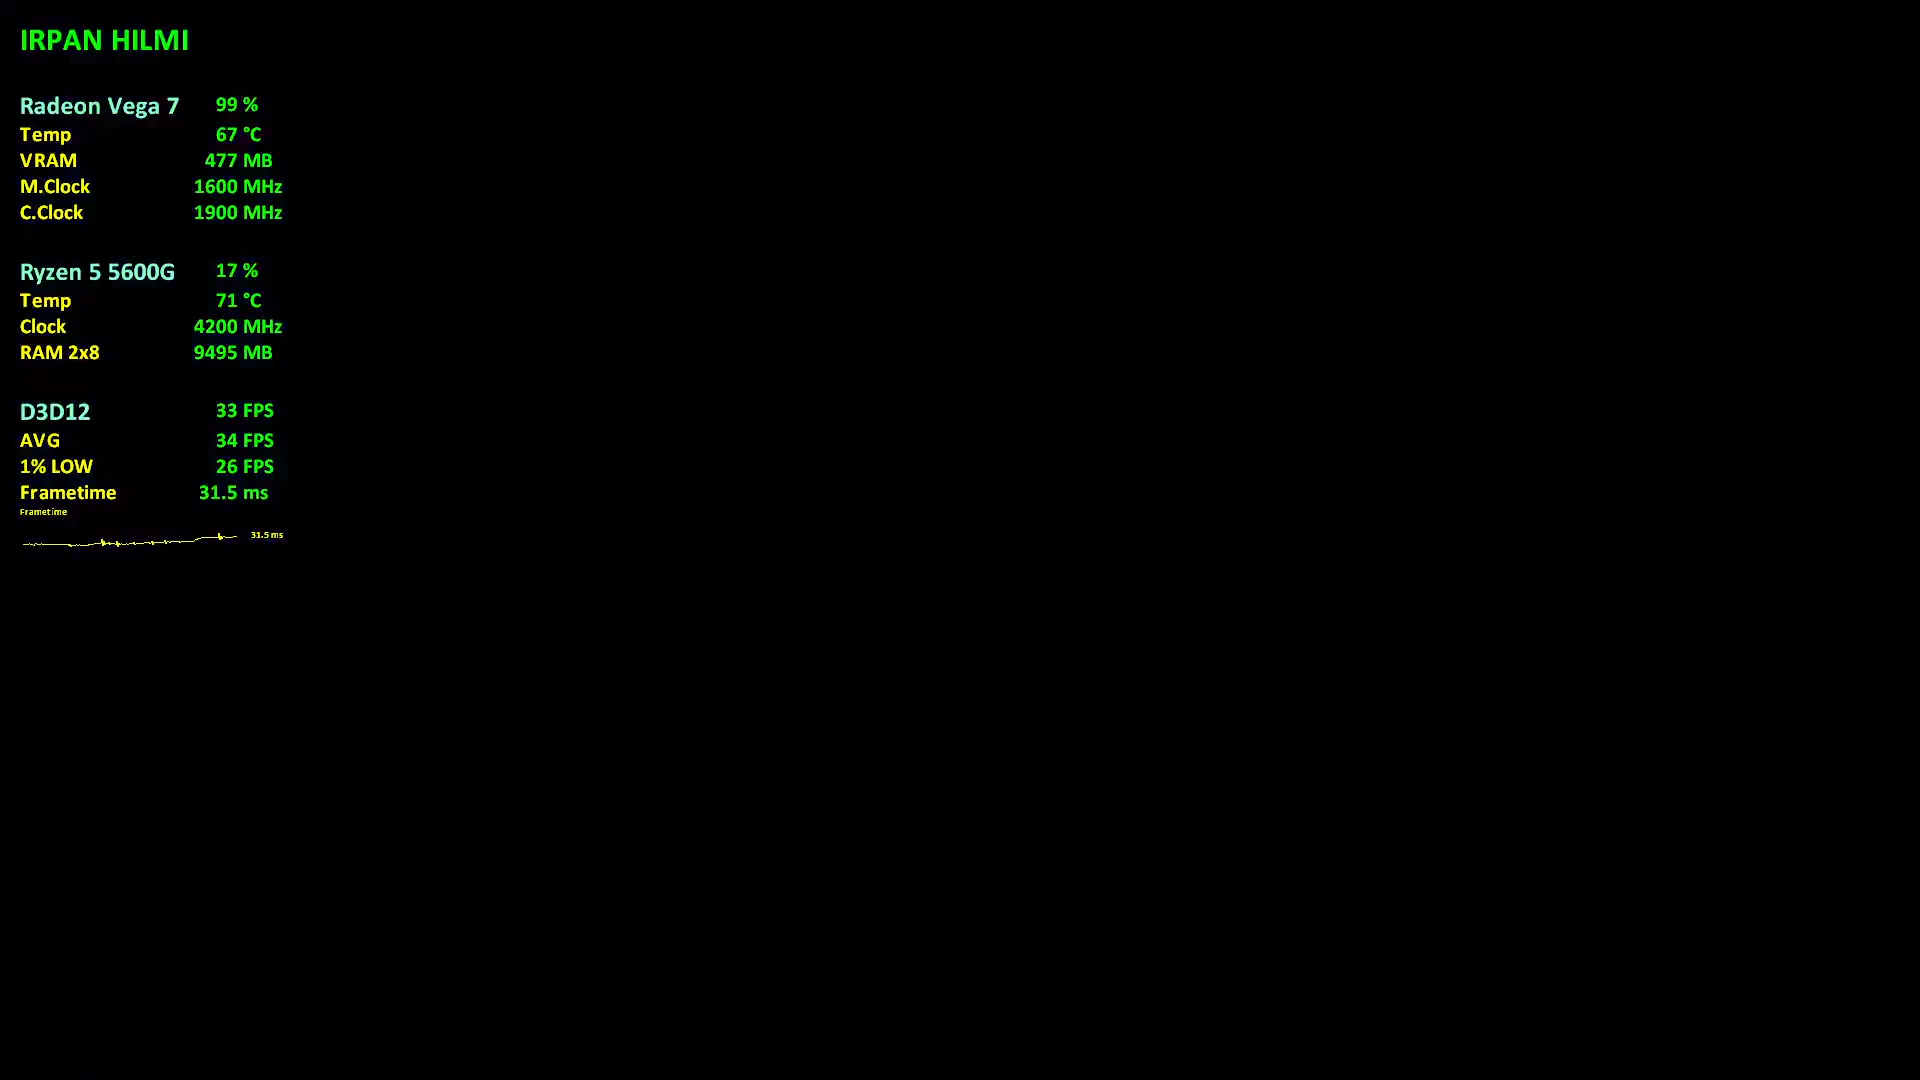 IRPAN HILMI
Radeon Vega 7 99 %
Temp 67 °C
VRAM 477 MB
M.Clock 1600 MHz
C.Clock 1900 MHz
Ryzen 5 5600G 17 %
Temp 71 °C
Clock 4200 MHz
RAM 2x8 9495 MB
D3D12 33 FPS
AVG 34 FPS
1% LOW 26 FPS
Frametime 31.5 ms
Frametime
31.5 ms